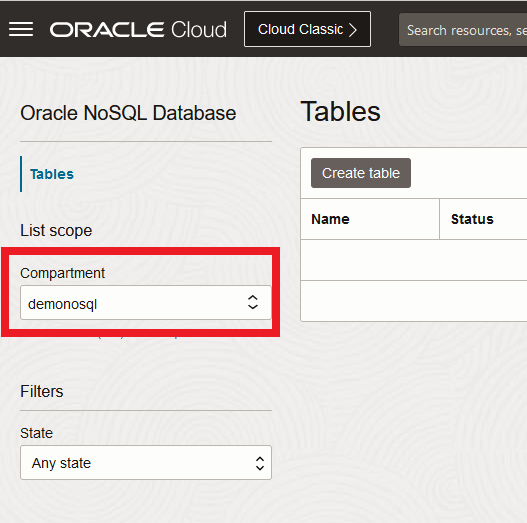 ORACLE Cloud
Cloud Classic
Search resources, se
Oracle NoSQL Database
Tables
List scope
Compartment
demonosql
Filters
State
Any state
Tables
Create table
Name Status